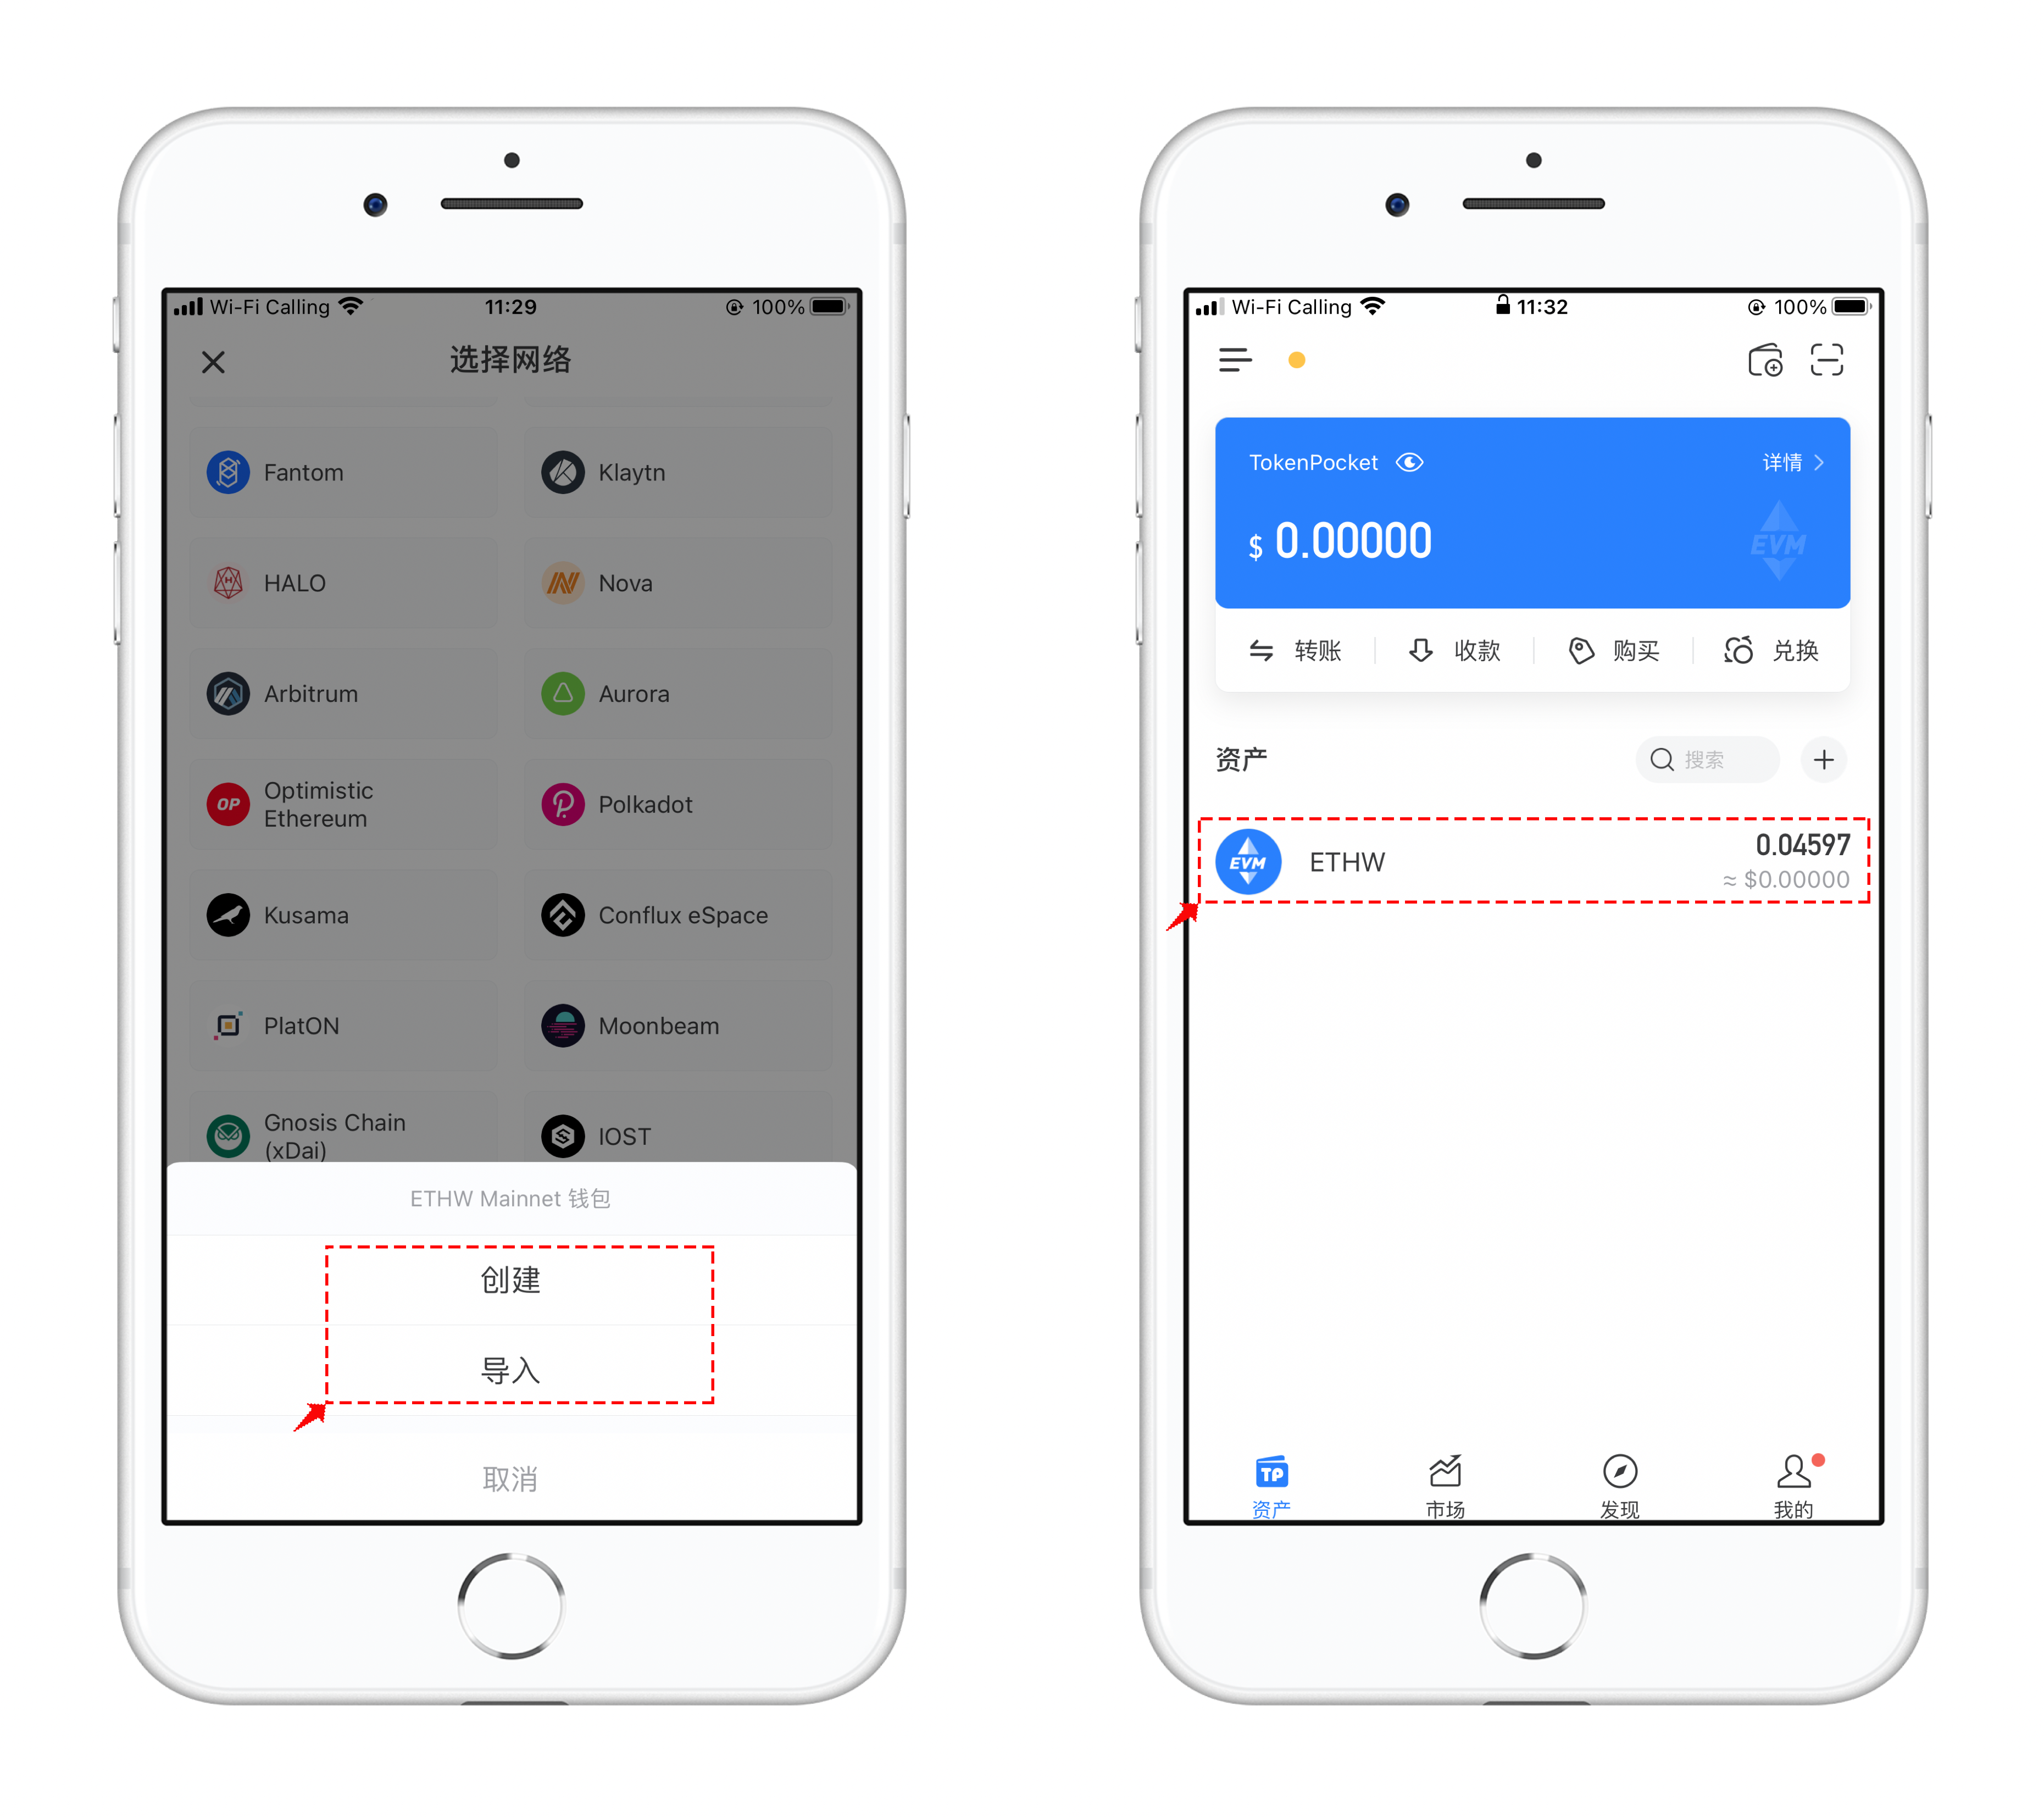 Wi-Fi Calling 11:29 100%
选择网络
Fantom
Klaytn
HALO
Nova
Arbitrum
Aurora
OP
Optimistic
Ethereum
Polkadot
Kusama
Conflux eSpace
PlatON
Moonbeam
Gnosis Chain
(xDai)
IOST
ETHW Mainnet 钱包
创建
导入
取消
Wi-Fi Calling 11:32 100%
TokenPocket
详情
$ 0.00000
EVM
转账
收款
购买
兑换
资产
搜索
EVM
ETHW
0.04597
≈ $0.00000
TP
资产
市场
发现
我的